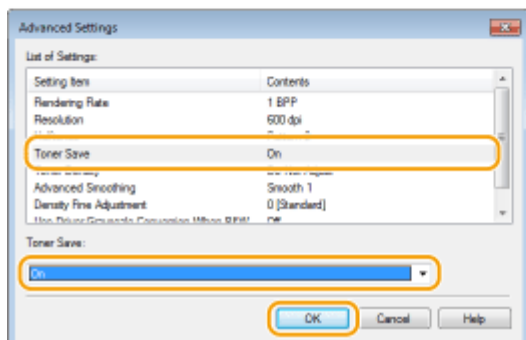 Advanced Settings
List of Settings:
Setting Item Contents
Rendering Rate 1 BPP
Resolution 600 dpi
Toner Save On
Advanced Smoothing Smooth 1
Density Fine Adjustment 0 [Standard]
Toner Save:
On
OK Cancel Help